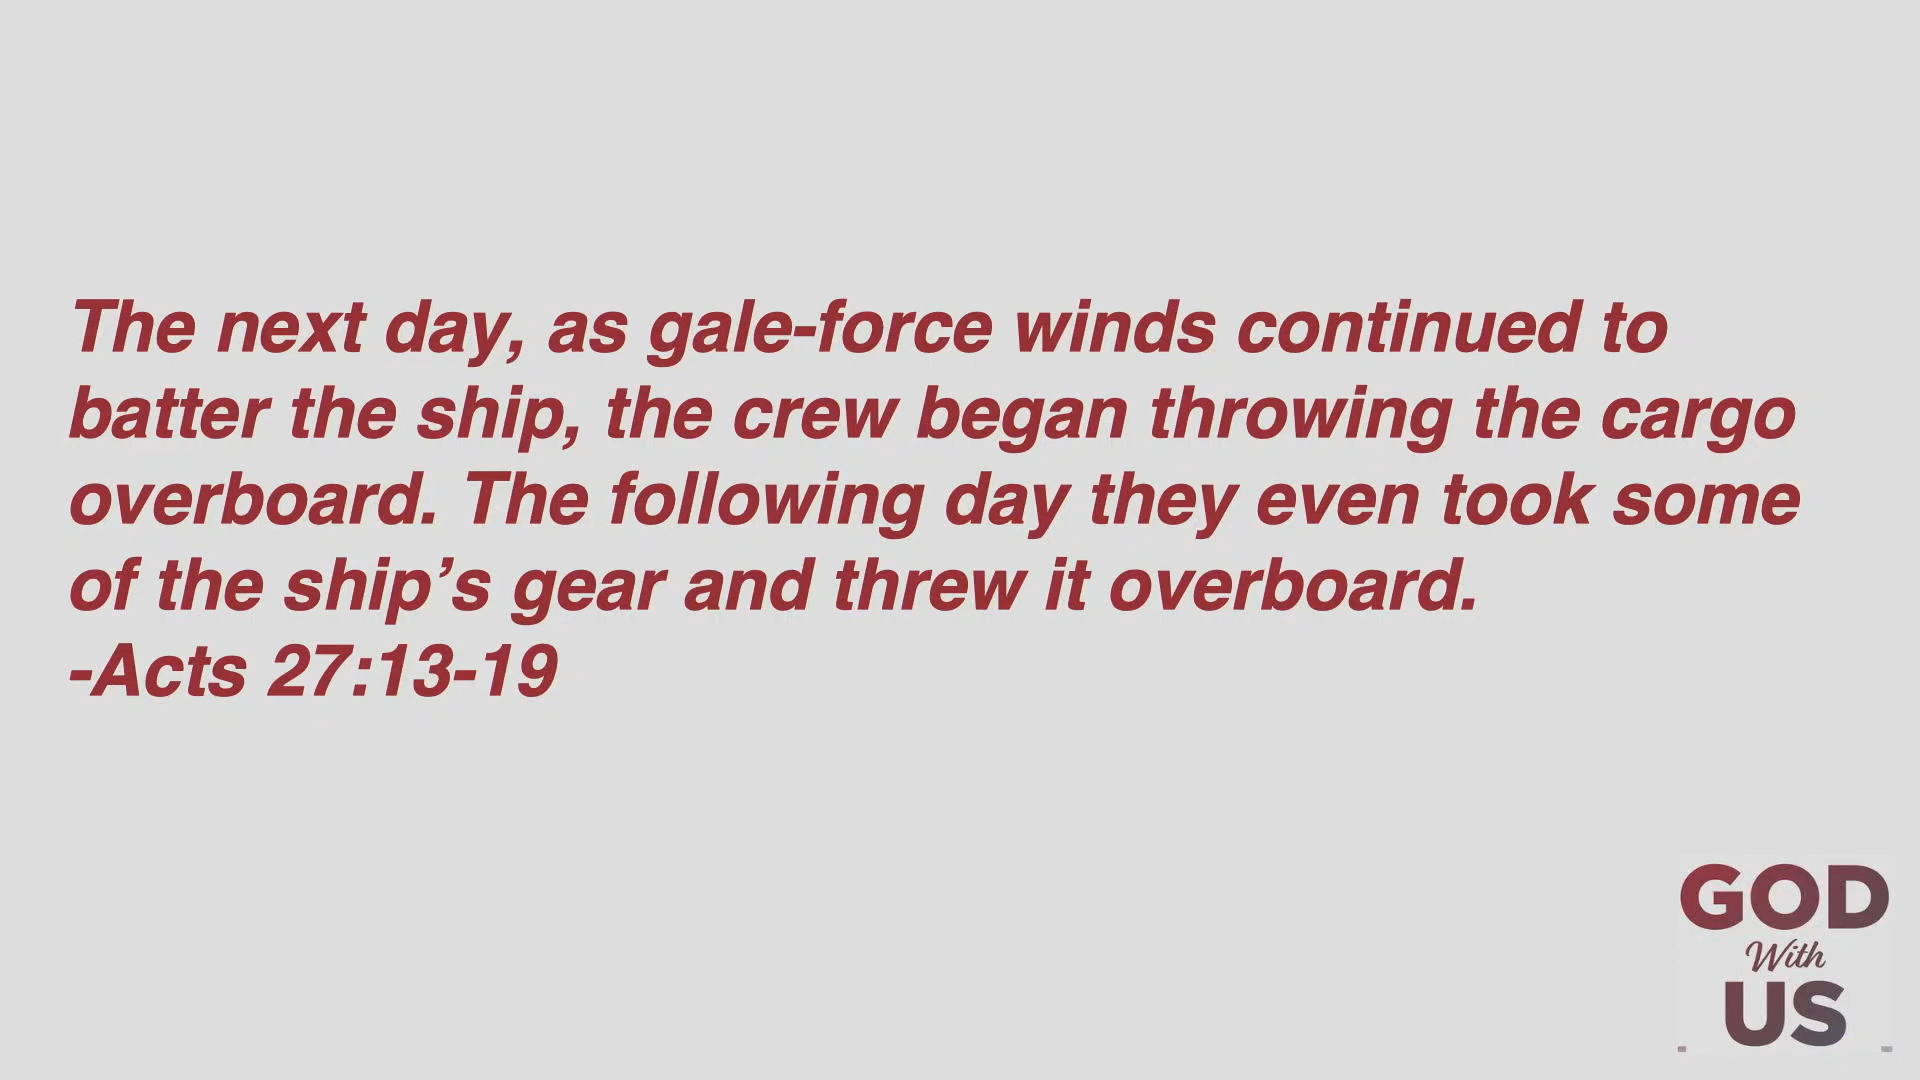 The next day, as gale-force winds continued to
batter the ship, the crew began throwing the cargo
overboard. The following day they even took some
of the ship’s gear and threw it overboard.
-Acts 27:13-19
GOD
With
US